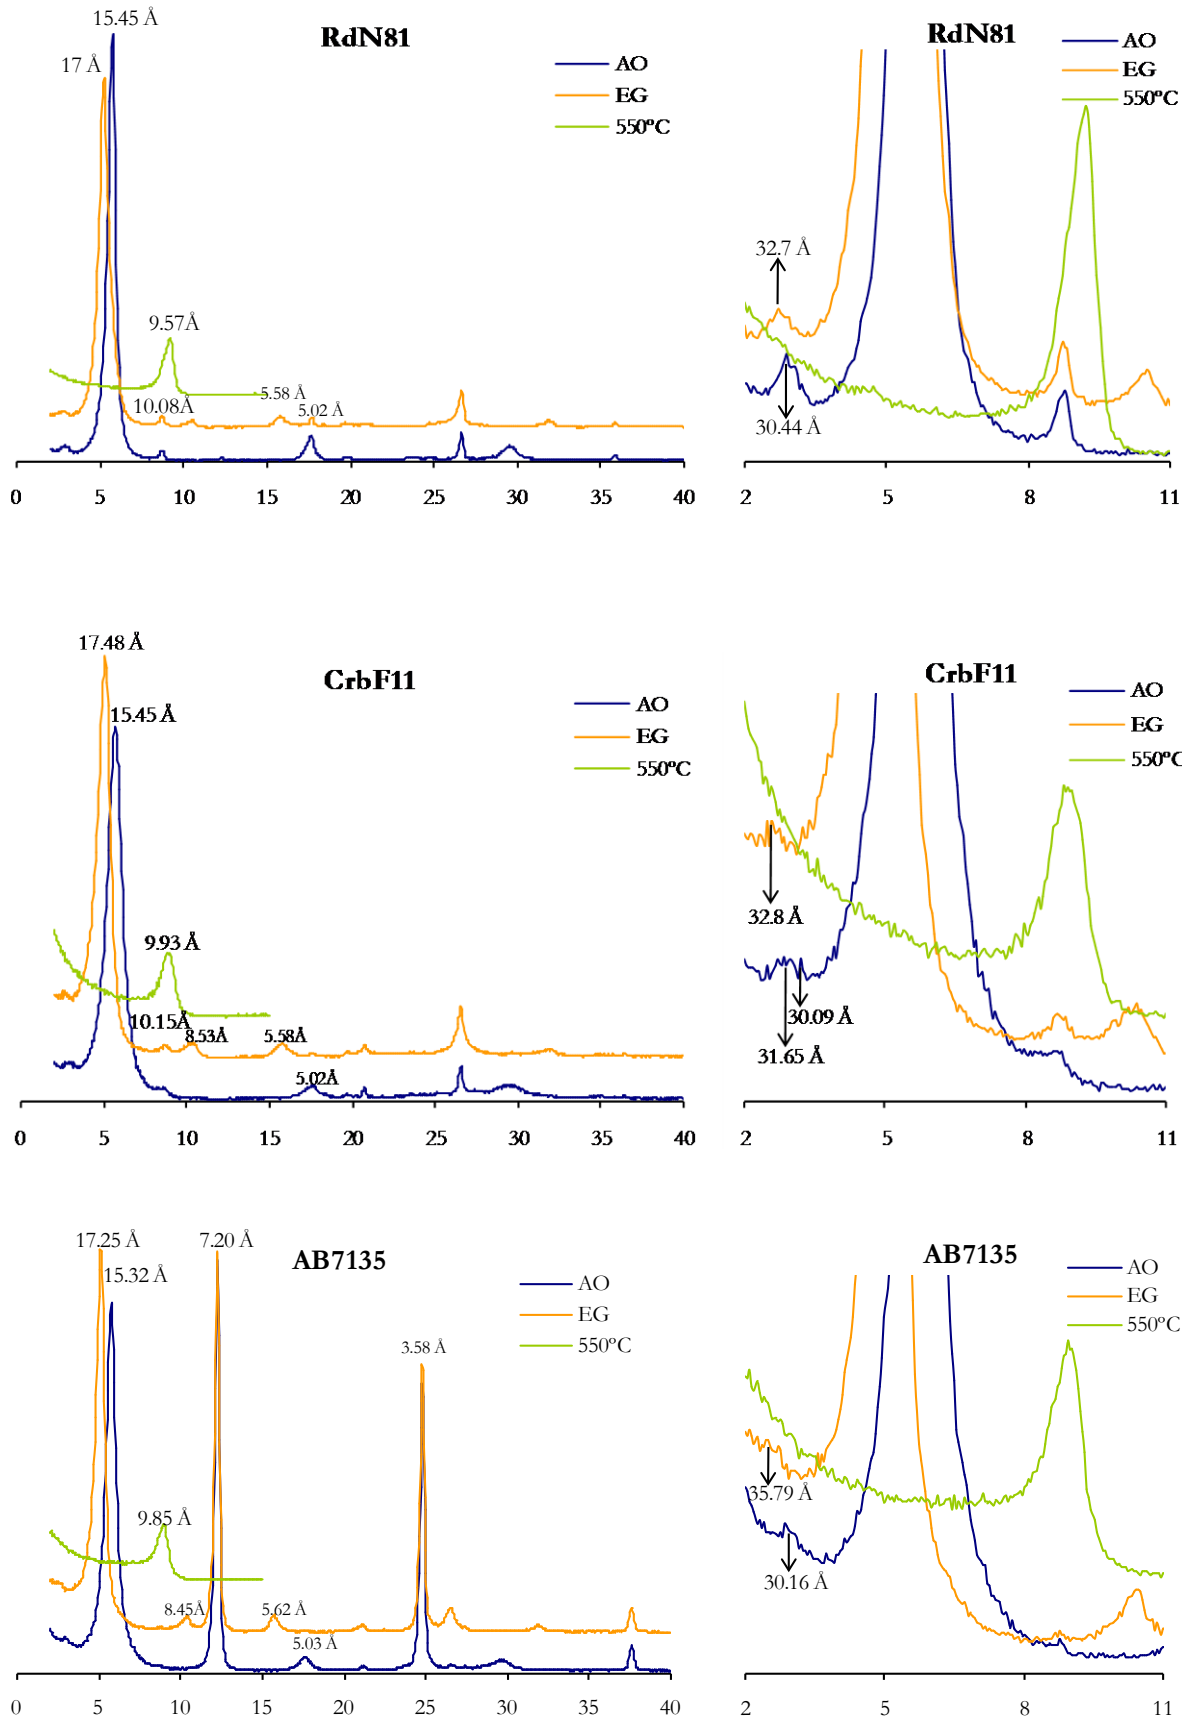 15.45 Å
17 Å
RdN81
AO
EG
550ºC
9.57Å
10.08Å
5.58 Å
5.02 Å
0 5 10 15 20 25 30 35 40
RdN81
AO
EG
550ºC
32.7 Å
30.44 Å
2 5 8 11
17.48 Å
15.45 Å
CrbF11
AO
EG
550ºC
9.93 Å
10.15Å
8.53Å
5.58Å
5.02Å
0 5 10 15 20 25 30 35 40
CrbF11
AO
EG
550ºC
32.8 Å
30.09 Å
31.65 Å
2 5 8 11
17.25 Å
7.20 Å
15.32 Å
AB7135
AO
EG
550ºC
3.58 Å
9.85 Å
8.45Å
5.62 Å
5.03 Å
0 5 10 15 20 25 30 35 40
AB7135
AO
EG
550ºC
35.79 Å
30.16 Å
2 5 8 11